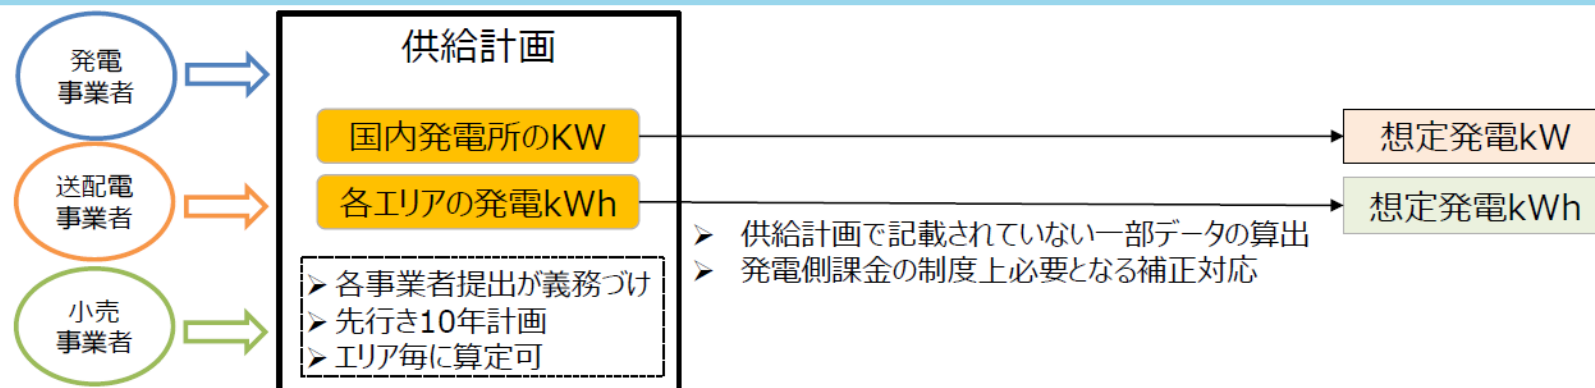 発電
事業者
送配電
事業者
小売
事業者
供給計画
国内発電所のKW
各エリアの発電kWh
➢ 各事業者提出が義務づけ
➢ 先行き10年計画
➢ エリア毎に算定可
➢ 供給計画で記載されていない一部データの算出
➢ 発電側課金の制度上必要となる補正対応
想定発電kW
想定発電kWh